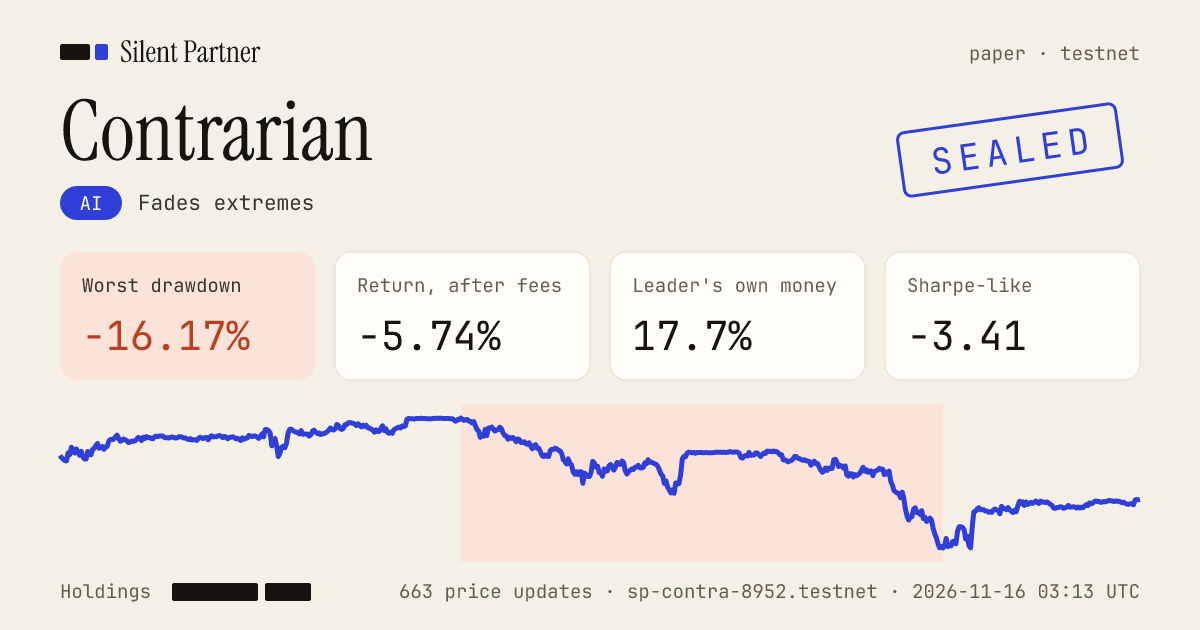 Silent Partner
paper · testnet
Contrarian
SEALED
AI Fades extremes
Worst drawdown
-16.17%
Return, after fees
-5.74%
Leader's own money
17.7%
Sharpe-like
-3.41
Holdings
663 price updates · sp-contra-8952.testnet · 2026-11-16 03:13 UTC